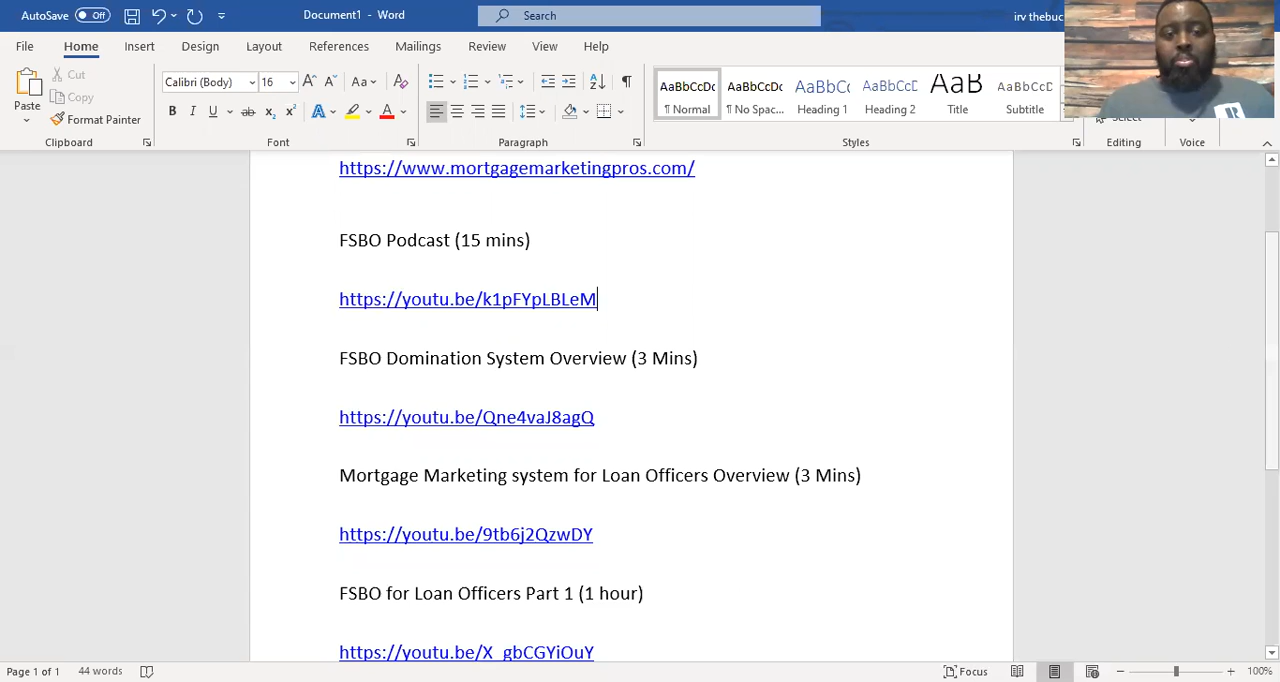 AutoSave Off Document1 - Word Search irv thebuc
File Home Insert Design Layout References Mailings Review View Help
Paste Cut Copy Format Painter
Calibri (Body) 16
AaBbCcDc AaBbCcDc AaBbCc AaBbCcD AaB AaBbCcD
¶ Normal ¶ No Spac... Heading 1 Heading 2 Title Subtitle
Select
Clipboard Font Paragraph Styles Editing Voice
https://www.mortgagemarketingpros.com/
FSBO Podcast (15 mins)
https://youtu.be/k1pFYpLBLeM
FSBO Domination System Overview (3 Mins)
https://youtu.be/Qne4vaJ8agQ
Mortgage Marketing system for Loan Officers Overview (3 Mins)
https://youtu.be/9tb6j2QzwDY
FSBO for Loan Officers Part 1 (1 hour)
https://youtu.be/X_gbCGYiOuY
Page 1 of 1 44 words Focus 100%